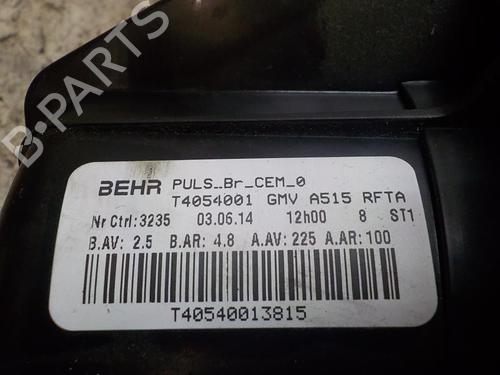 BEHR PULS_Br_CEM_0
T4054001 GMV A515 RFTA
Nr Ctrl:3235 03.06.14 12h00 8 ST1
B.AV: 2.5 B.AR: 4.8 A.AV: 225 A.AR: 100
T40540013815
B-PARTS